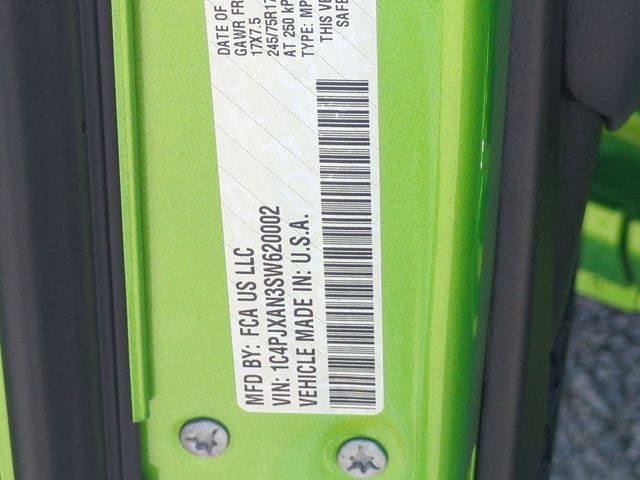 DATE OF
GAWR FR
17X7.5
245/75R17
AT 250 kP
TYPE: MP
THIS VE
SAFE
MFD BY: FCA US LLC
VIN: 1C4PJXAN3SW620002
VEHICLE MADE IN: U.S.A.